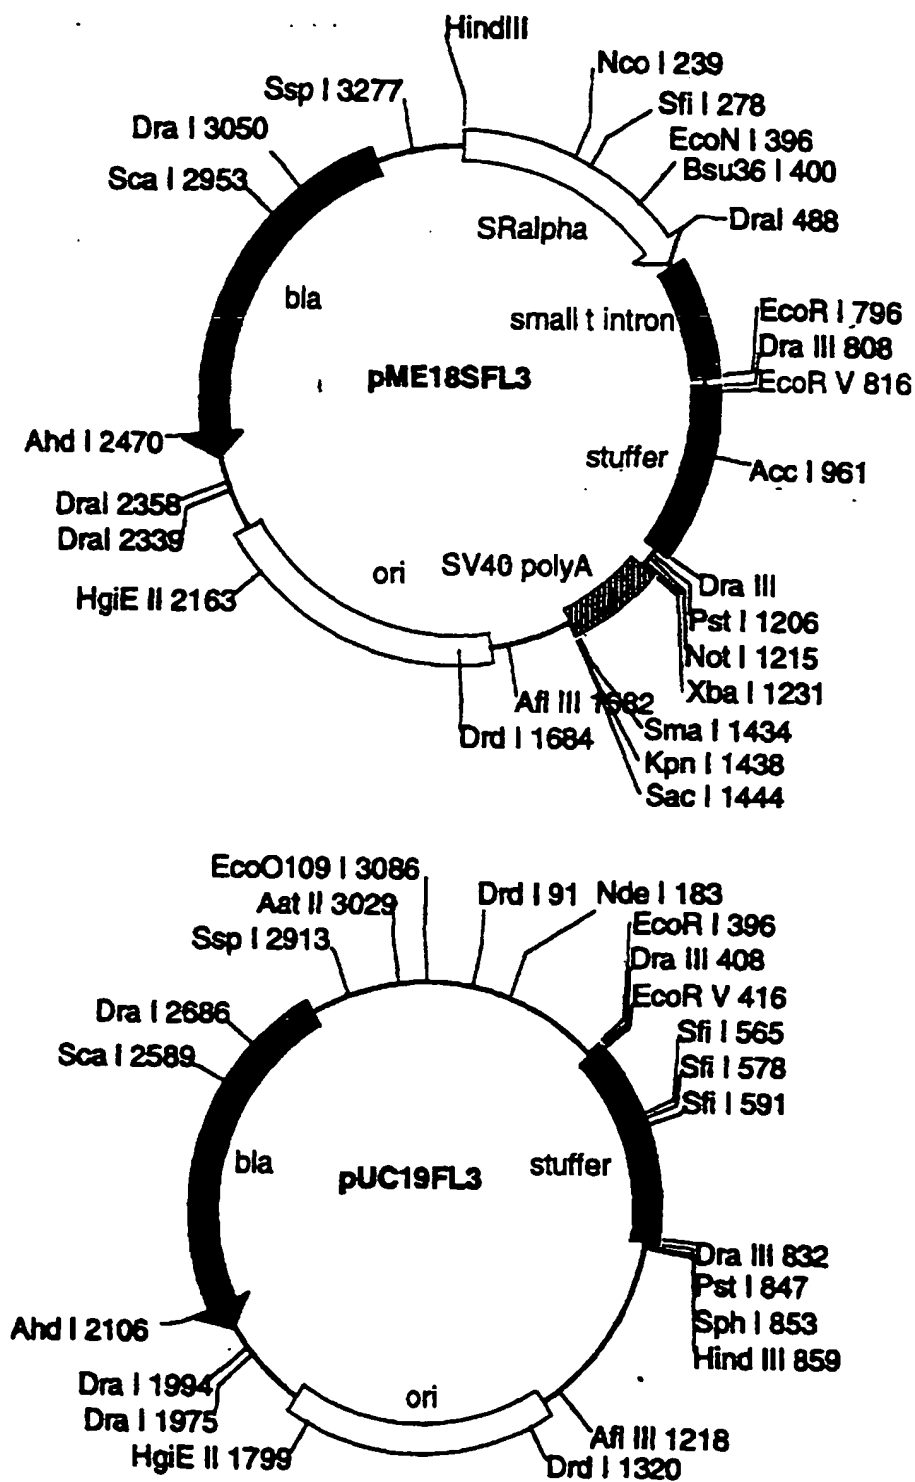 HindIII
Nco I 239
Ssp I 3277
Sfi I 278
Dra I 3050
EcoN I 396
Sca I 2953
Bsu36 I 400
DraI 488
SRalpha
bla
small t intron
EcoR I 796
Dra III 808
pME18SFL3
EcoR V 816
Ahd I 2470
stuffer
Acc I 961
DraI 2358
DraI 2339
ori
SV40 polyA
HgiE II 2163
Dra III
Pst I 1206
Not I 1215
Xba I 1231
Afl III 1682
Drd I 1684
Sma I 1434
Kpn I 1438
Sac I 1444
EcoO109 I 3086
Aat II 3029
Drd I 91
Nde I 183
Ssp I 2913
EcoR I 396
Dra III 408
EcoR V 416
Dra I 2686
Sca I 2589
Sfi I 565
Sfi I 578
Sfi I 591
bla
pUC19FL3
stuffer
Dra III 832
Pst I 847
Sph I 853
Hind III 859
Ahd I 2106
Dra I 1994
Dra I 1975
ori
HgiE II 1799
Afl III 1218
Drd I 1320